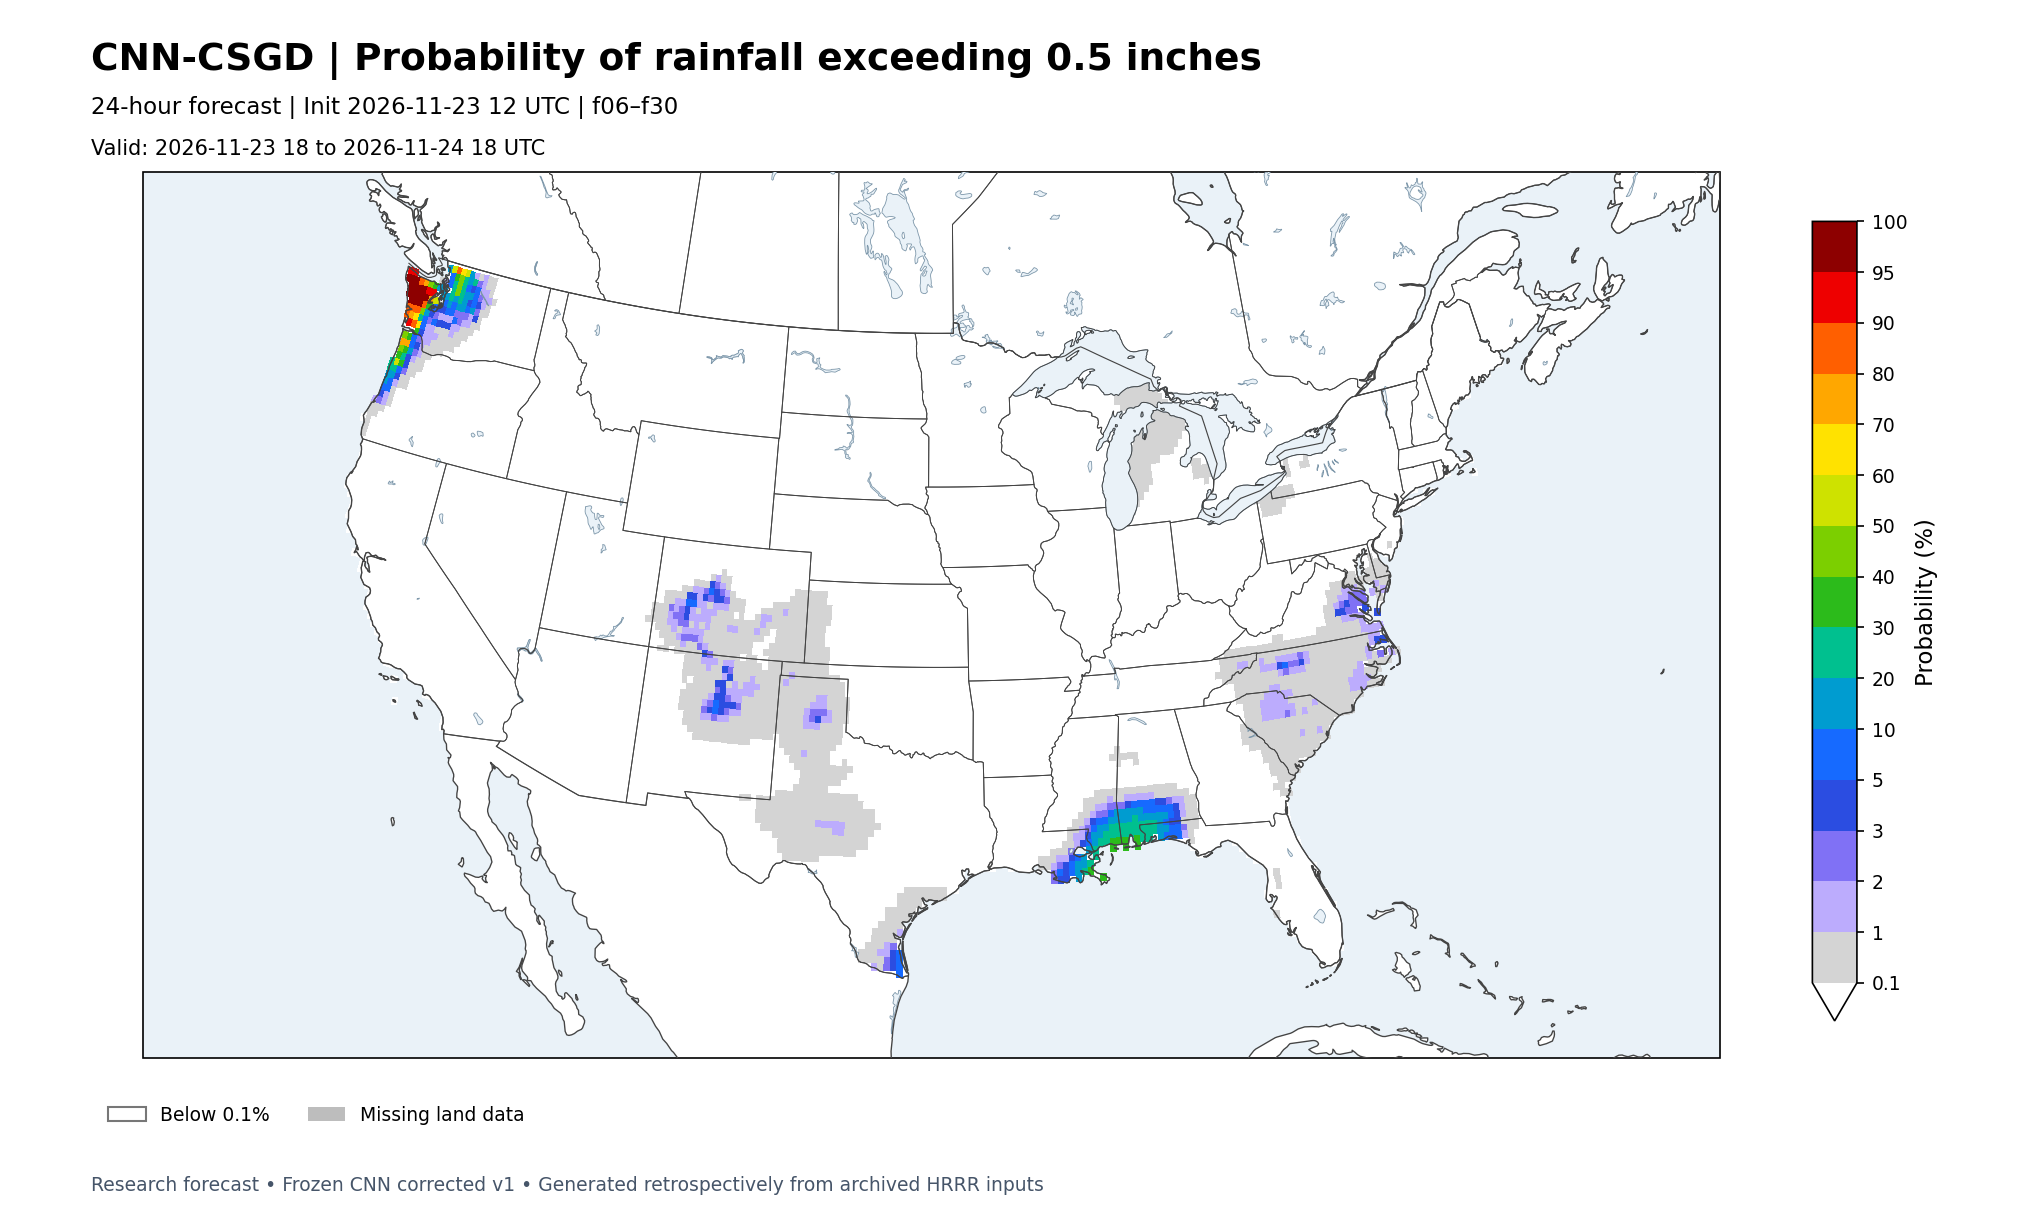 CNN-CSGD | Probability of rainfall exceeding 0.5 inches
24-hour forecast | Init 2026-11-23 12 UTC | f06–f30
Valid: 2026-11-23 18 to 2026-11-24 18 UTC
100
95
90
80
70
60
50
40
30
20
10
5
3
2
1
0.1
Probability (%)
Below 0.1%
Missing land data
Research forecast • Frozen CNN corrected v1 • Generated retrospectively from archived HRRR inputs